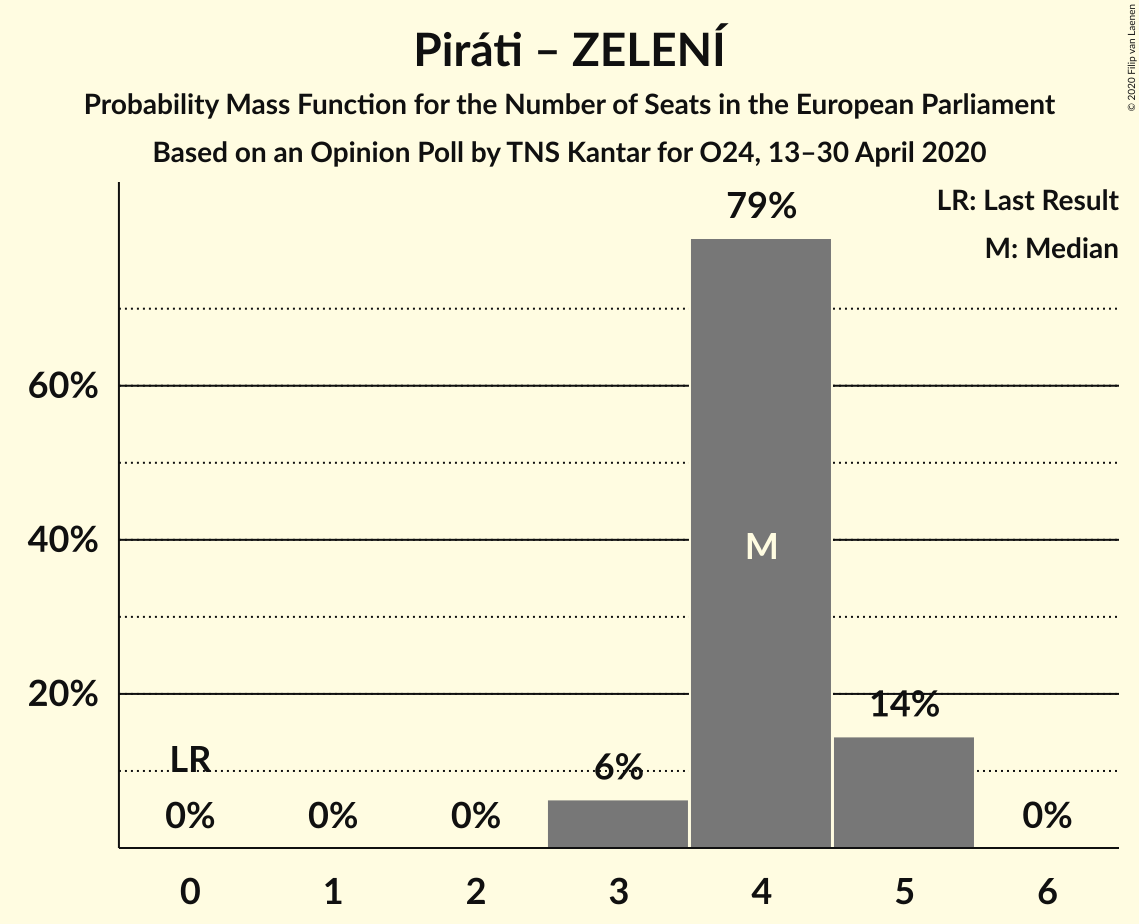 Piráti – ZELENÍ
Probability Mass Function for the Number of Seats in the European Parliament
Based on an Opinion Poll by TNS Kantar for O24, 13–30 April 2020
© 2020 Filip van Laenen
LR: Last Result
M: Median
79%
60%
40%
M
20%
14%
LR
6%
0%
0%
0%
0%
0 1 2 3 4 5 6